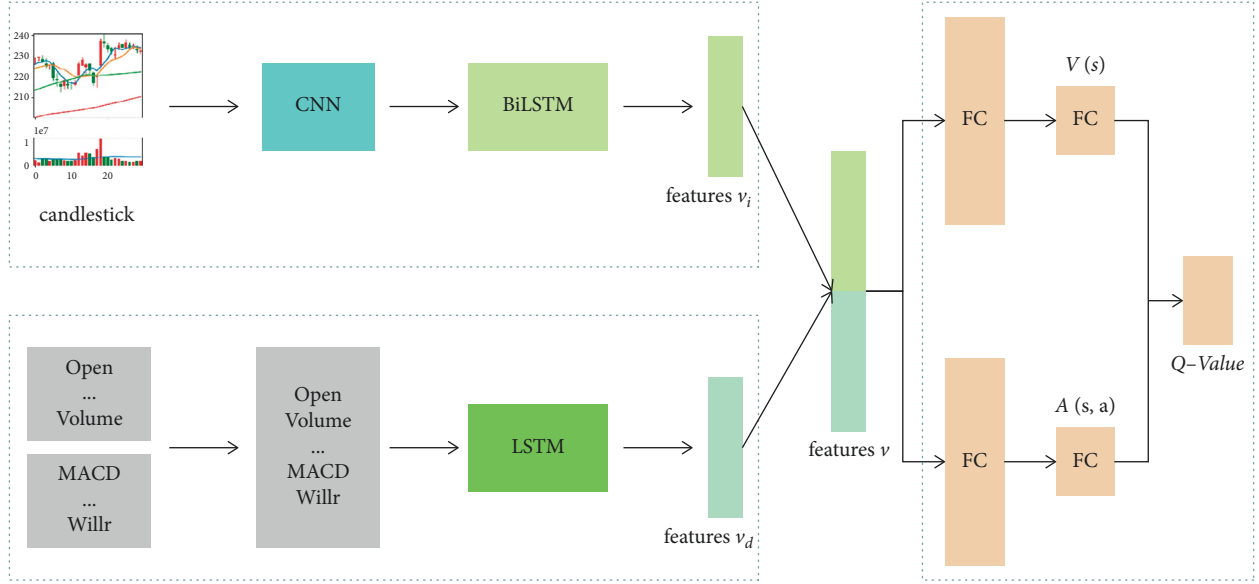 240
230
220
210
1e7
1
0
0
10
20
candlestick
CNN
BiLSTM
features v_i
Open
...
Volume
MACD
...
Willr
Open
Volume
...
MACD
Willr
LSTM
features v_d
features v
FC
V (s)
FC
FC
A (s, a)
FC
Q–Value